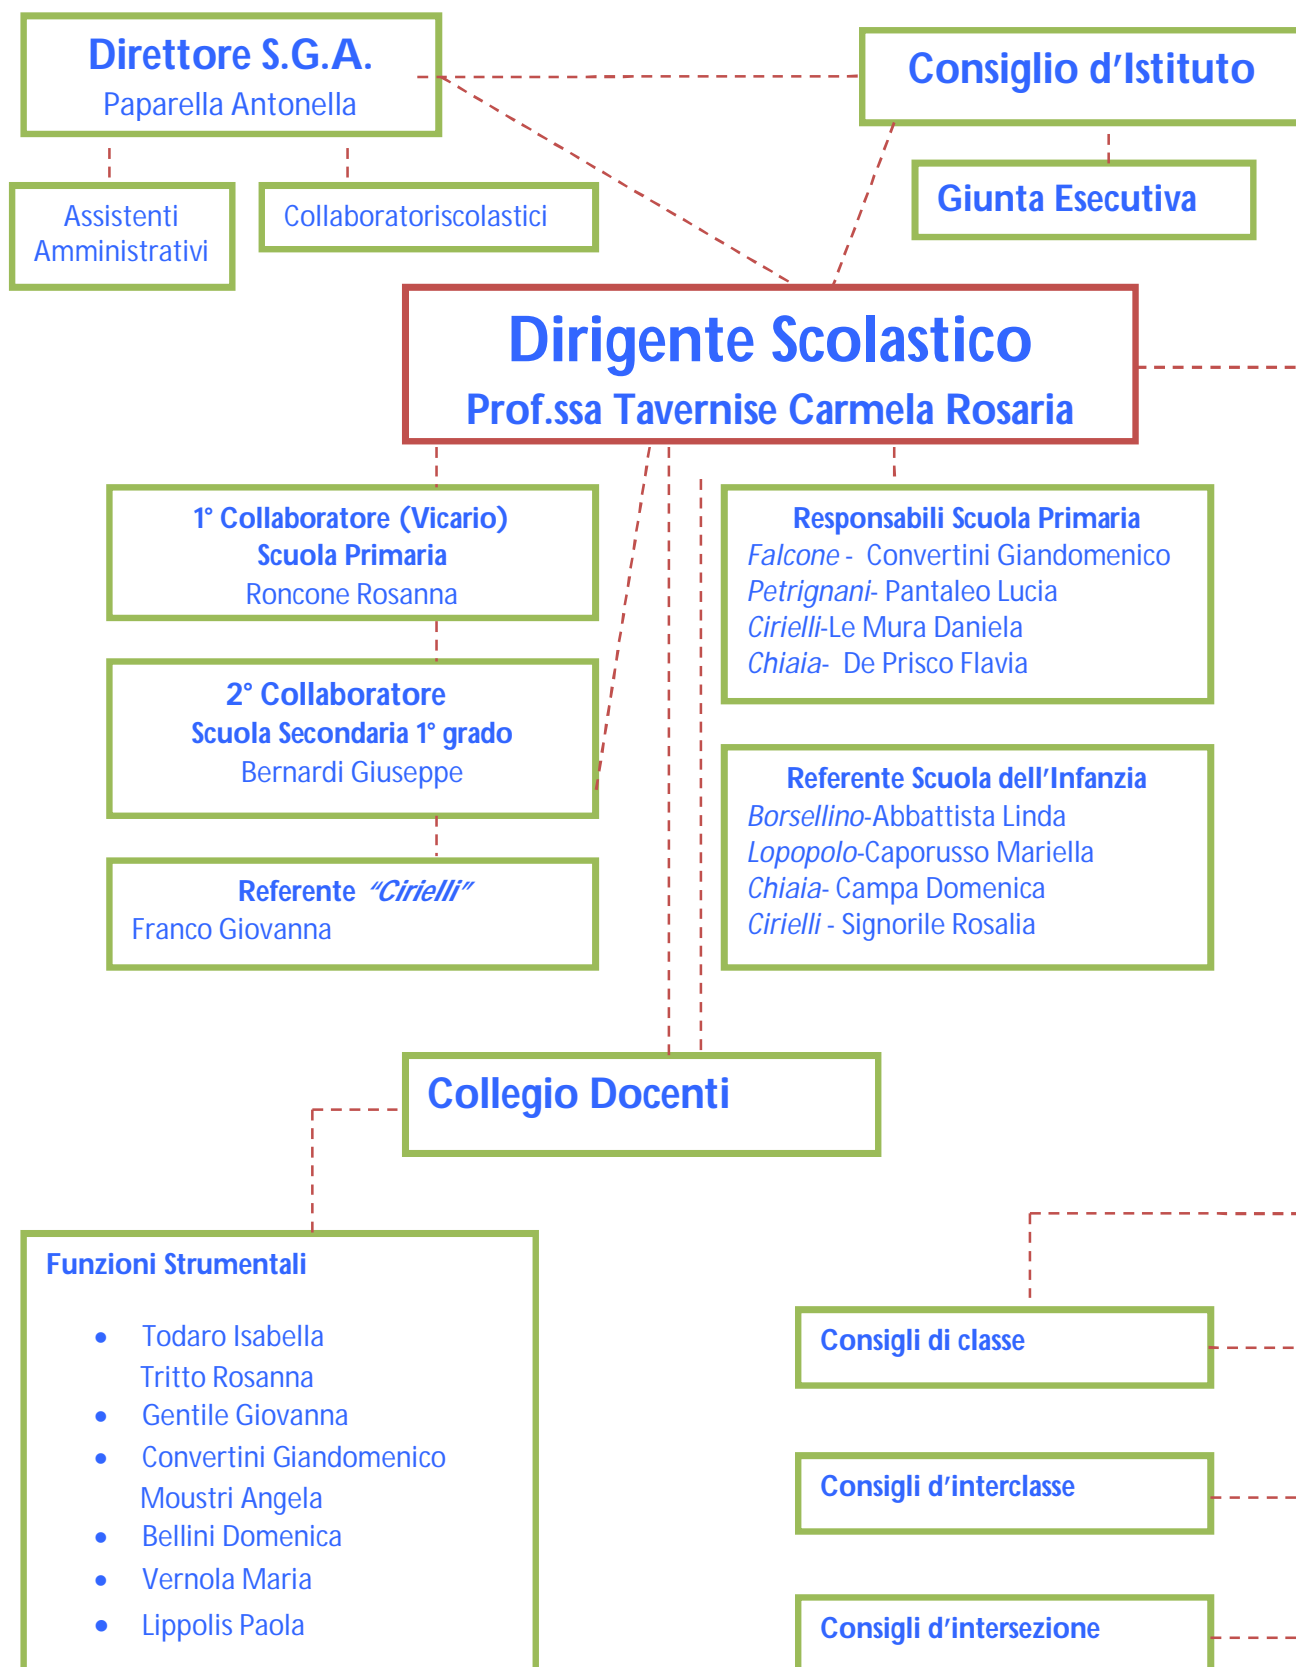 Direttore S.G.A.
Paparella Antonella
Consiglio d'Istituto
Assistenti
Amministrativi
Collaboratoriscolastici
Giunta Esecutiva
Dirigente Scolastico
Prof.ssa Tavernise Carmela Rosaria
1° Collaboratore (Vicario)
Scuola Primaria
Roncone Rosanna
Responsabili Scuola Primaria
Falcone - Convertini Giandomenico
Petrignani- Pantaleo Lucia
Cirielli-Le Mura Daniela
Chiaia- De Prisco Flavia
2° Collaboratore
Scuola Secondaria 1° grado
Bernardi Giuseppe
Referente Scuola dell'Infanzia
Borsellino-Abbattista Linda
Lopopolo-Caporusso Mariella
Chiaia- Campa Domenica
Cirielli - Signorile Rosalia
Referente "Cirielli"
Franco Giovanna
Collegio Docenti
Funzioni Strumentali
• Todaro Isabella
Tritto Rosanna
• Gentile Giovanna
• Convertini Giandomenico
Moustri Angela
• Bellini Domenica
• Vernola Maria
• Lippolis Paola
Consigli di classe
Consigli d'interclasse
Consigli d'intersezione